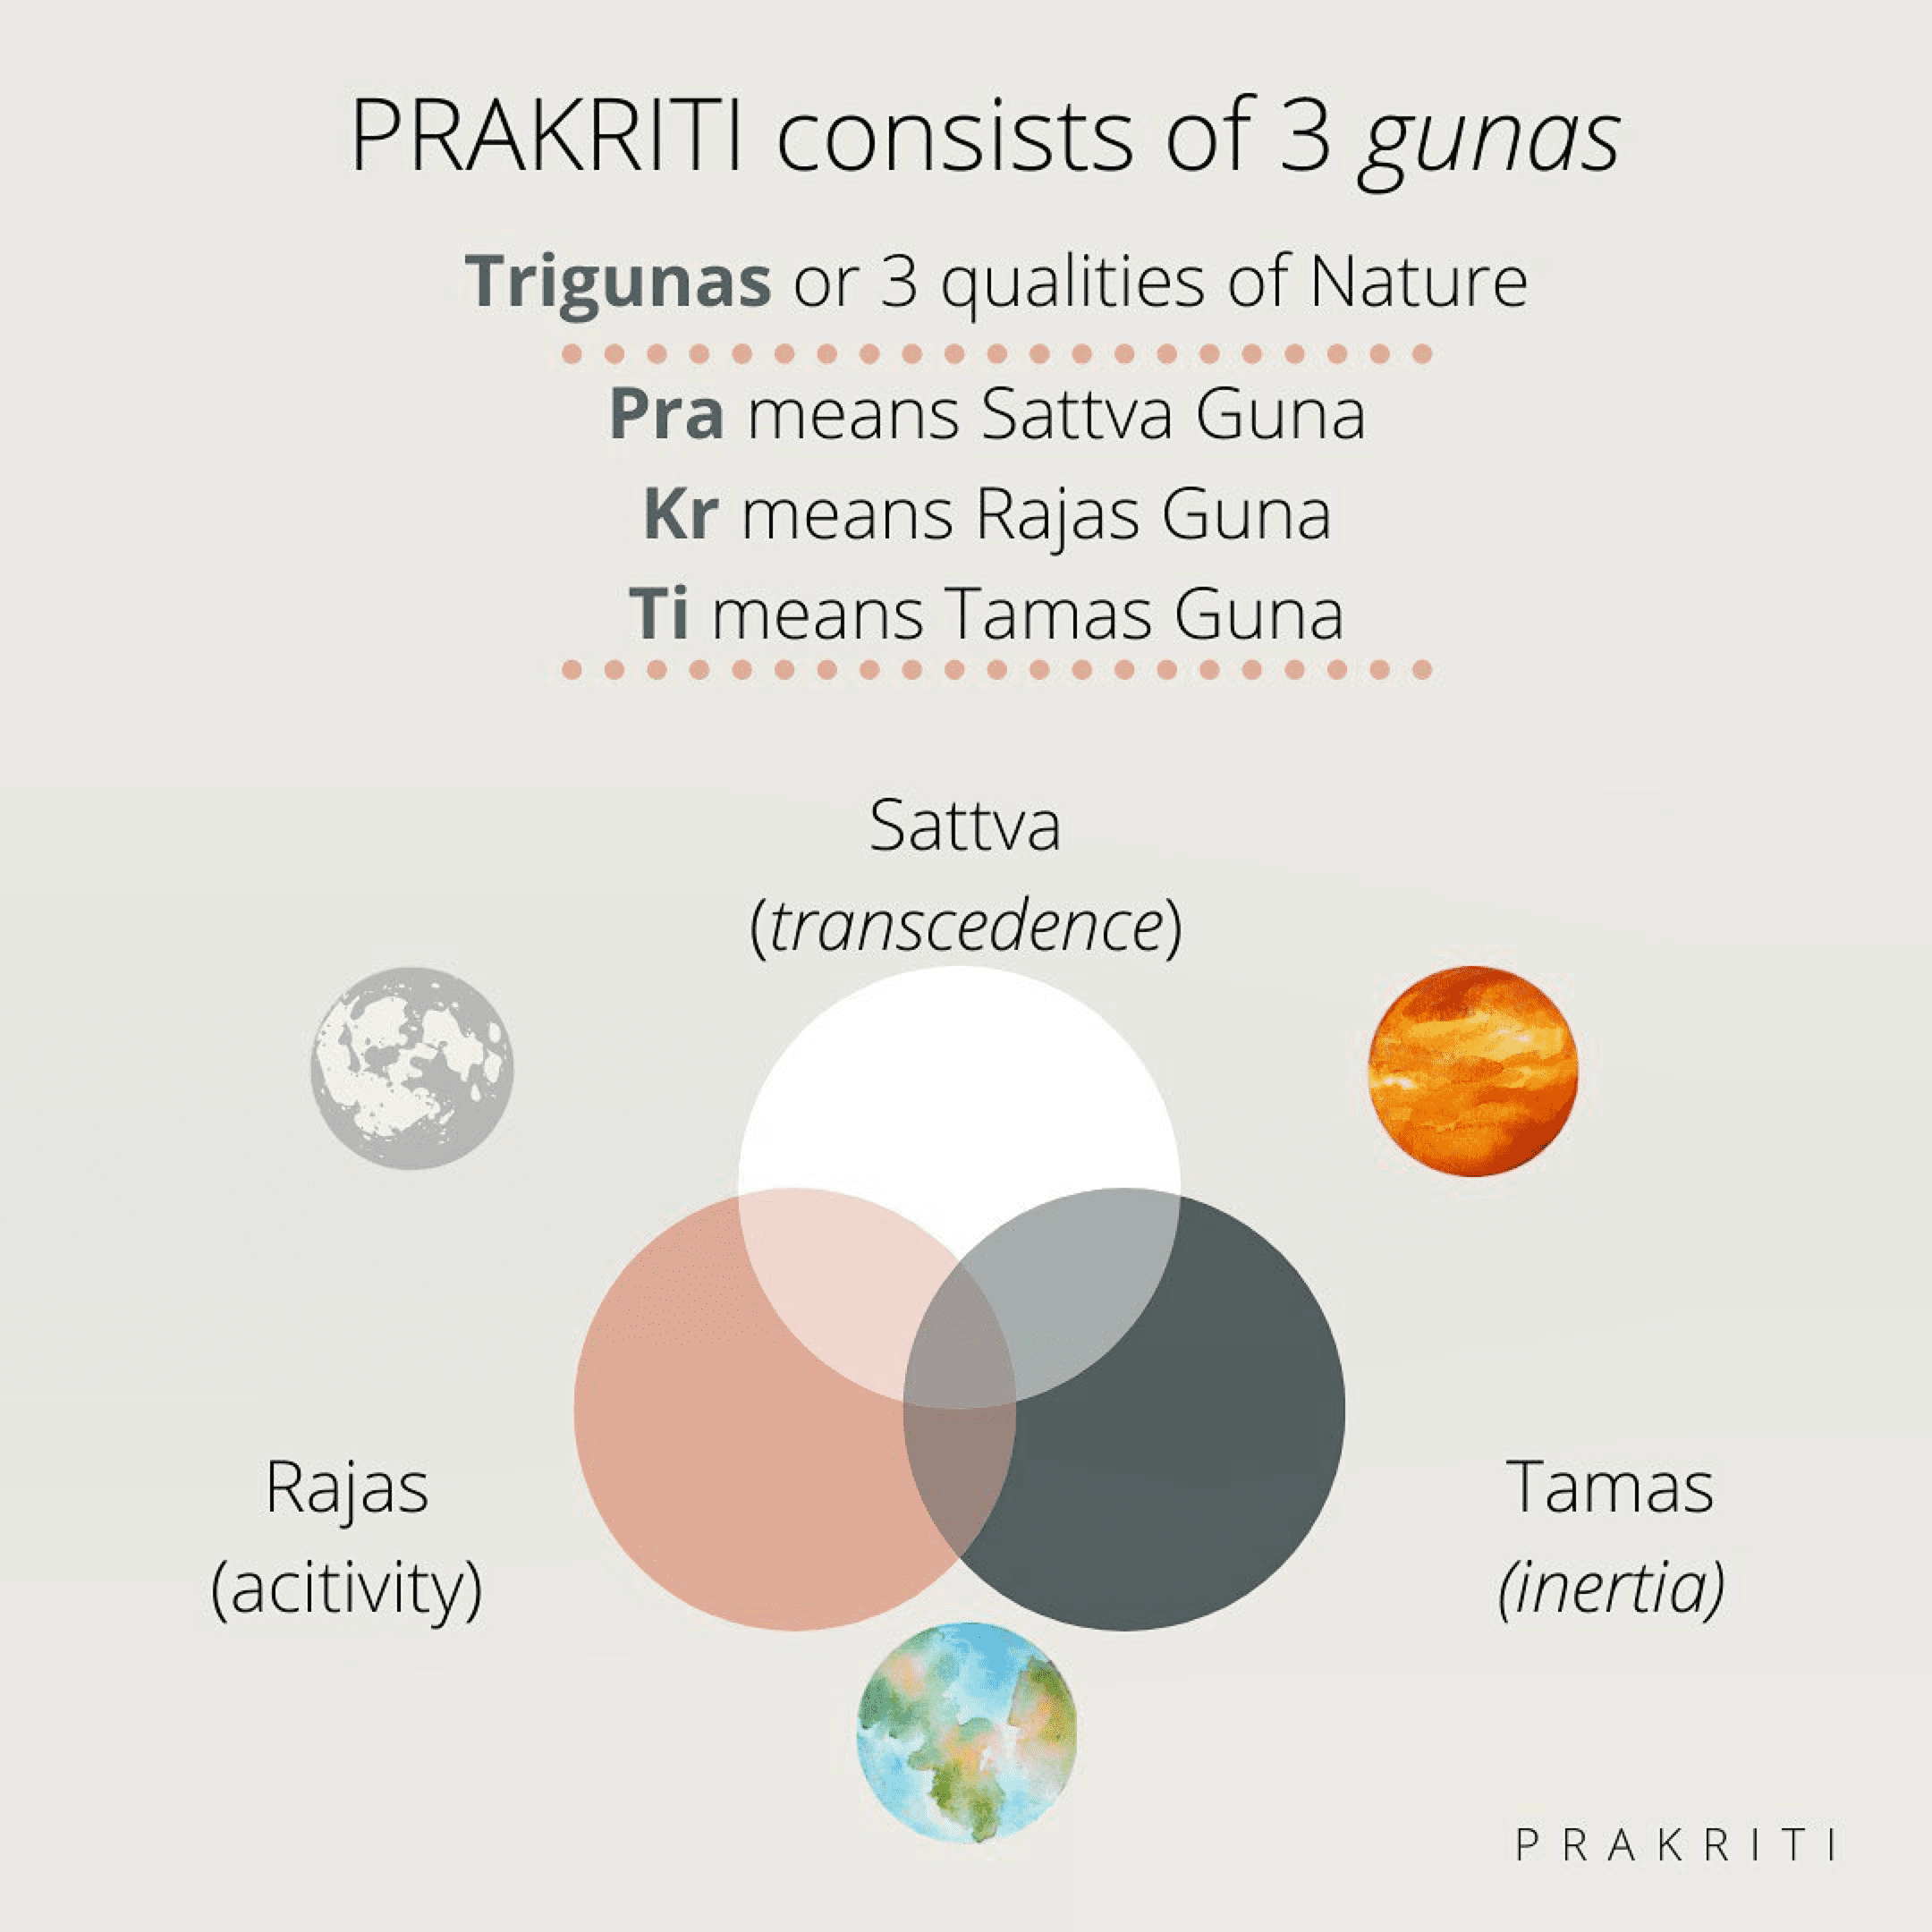 PRAKRITI consists of 3 gunas
Trigunas or 3 qualities of Nature
Pra means Sattva Guna
Kr means Rajas Guna
Ti means Tamas Guna
Sattva
(transcedence)
Rajas
(acitivity)
Tamas
(inertia)
PRAKRITI